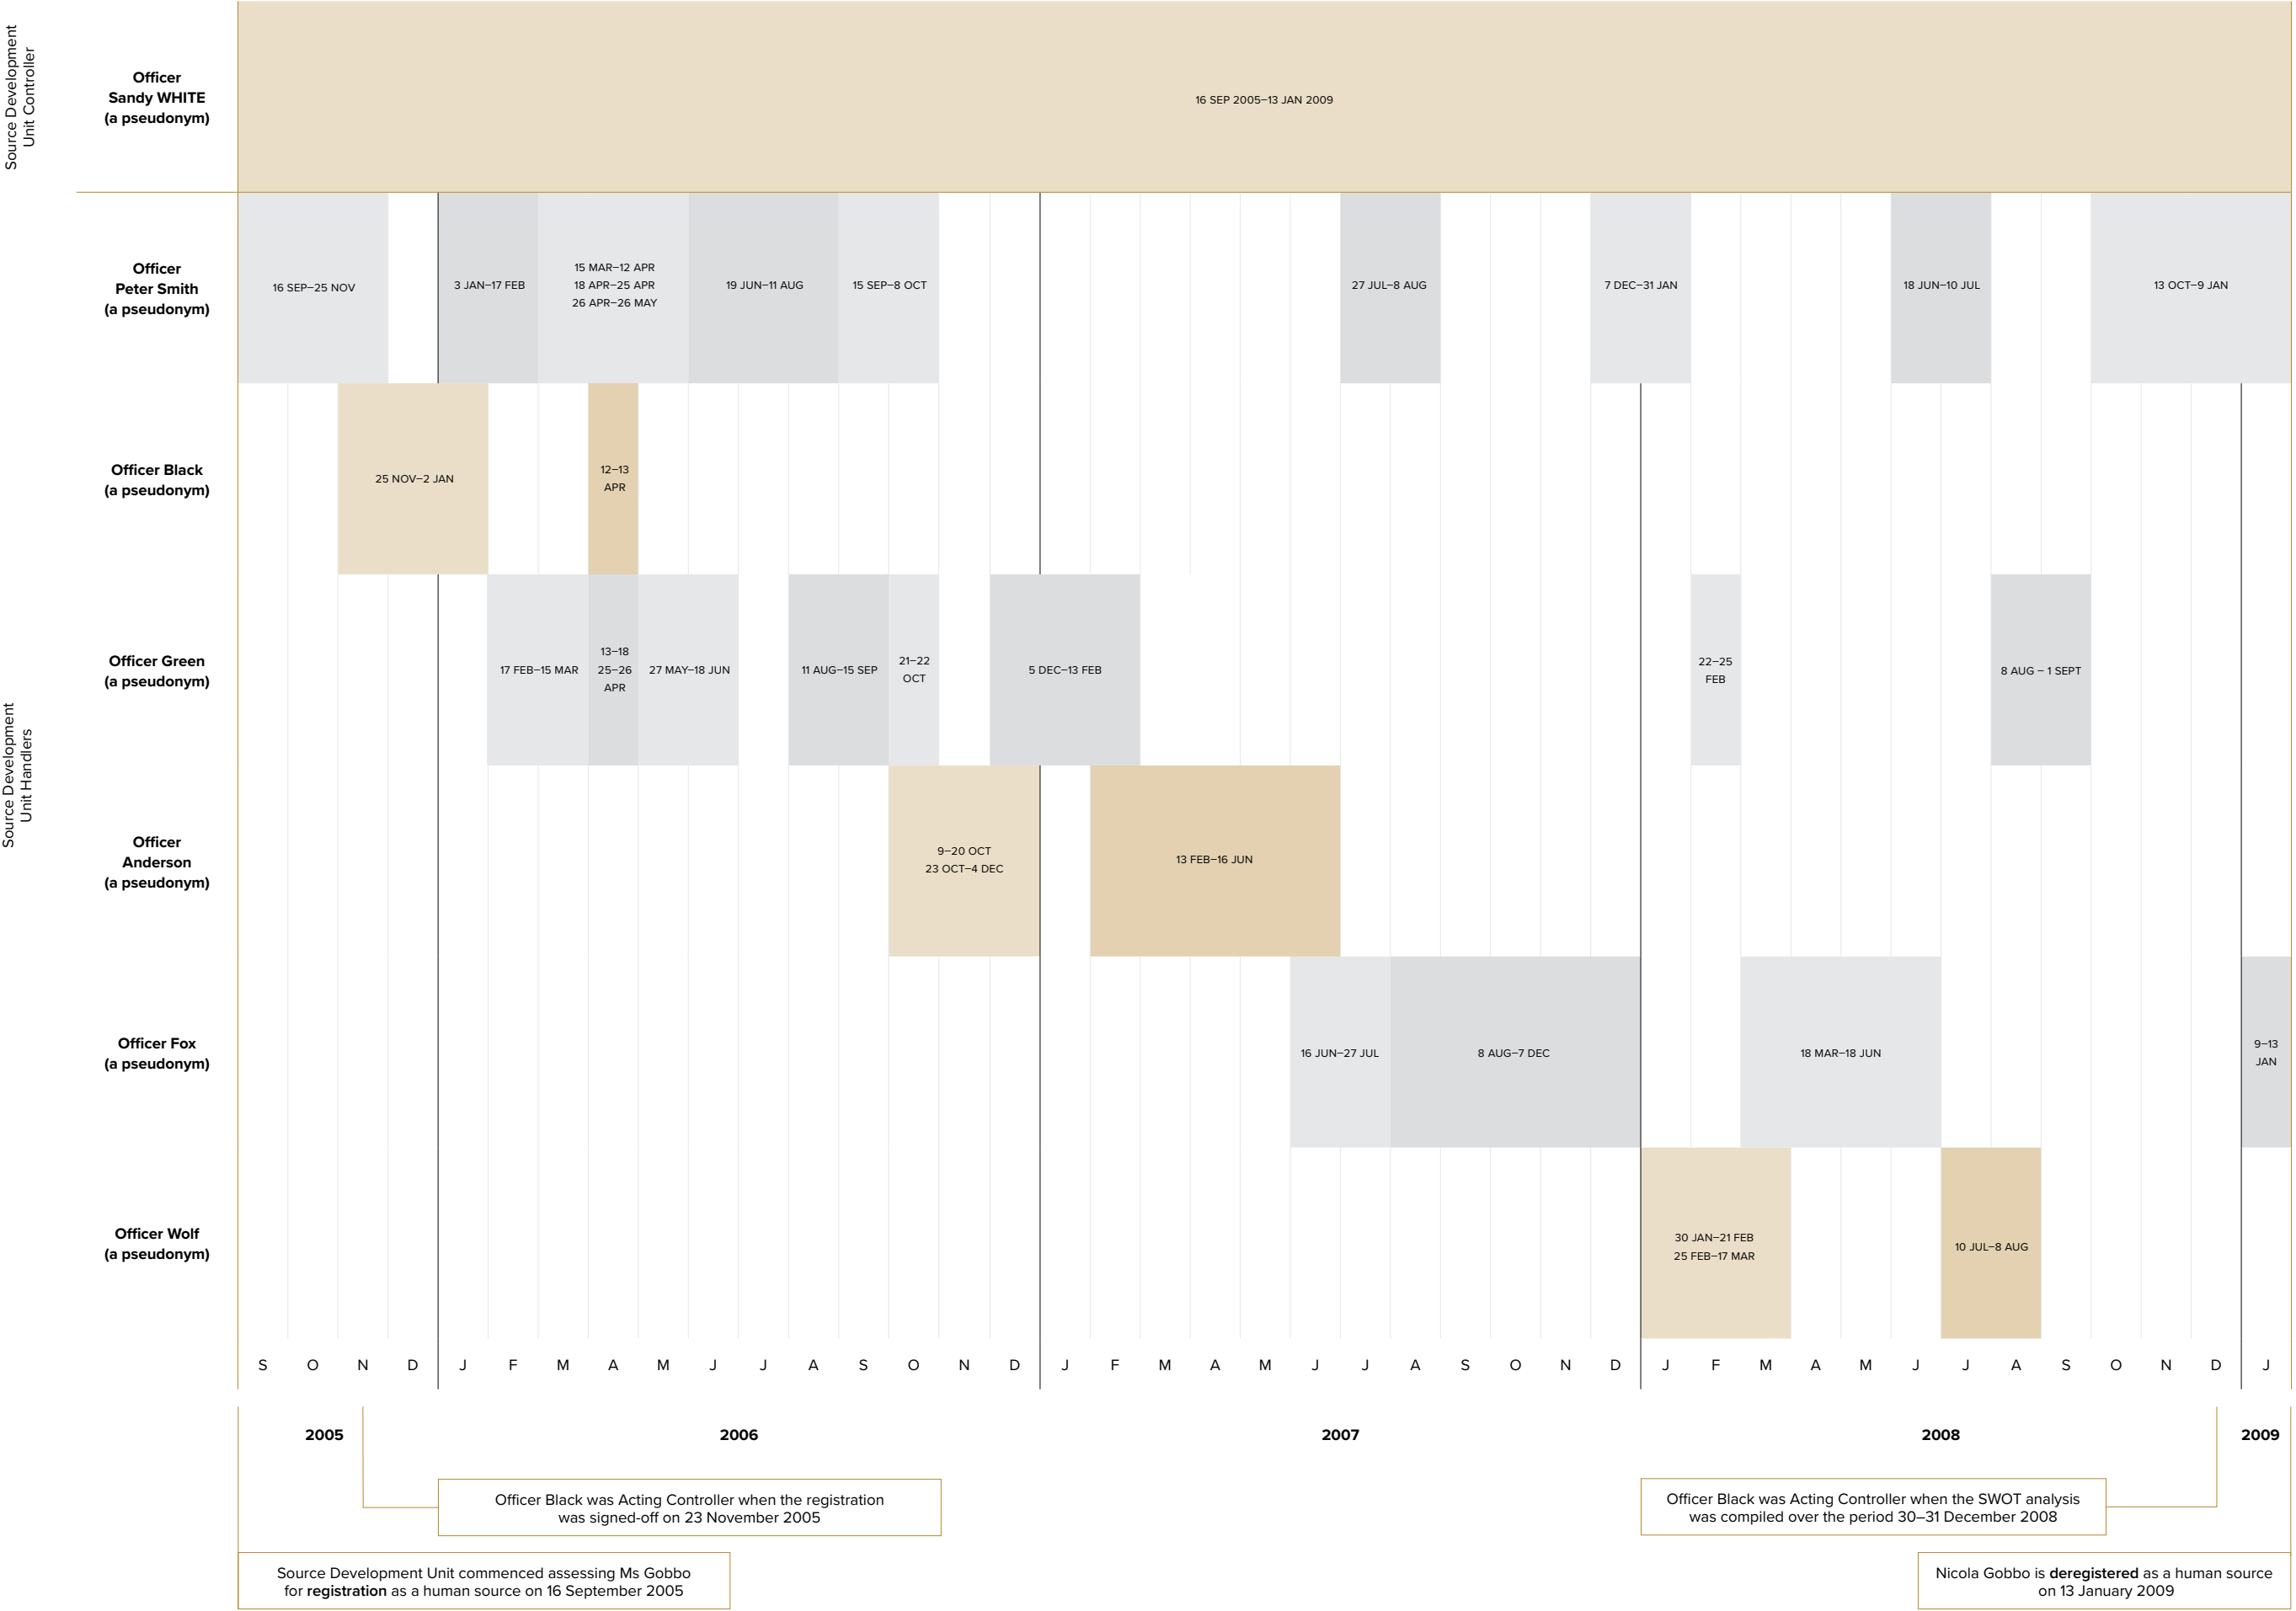 Source Development
Unit Controller
Officer
Sandy WHITE
(a pseudonym)
16 SEP 2005–13 JAN 2009
Source Development
Unit Handlers
Officer
Peter Smith
(a pseudonym)
16 SEP–25 NOV
3 JAN–17 FEB
15 MAR–12 APR
18 APR–25 APR
26 APR–26 MAY
19 JUN–11 AUG
15 SEP–8 OCT
27 JUL–8 AUG
7 DEC–31 JAN
18 JUN–10 JUL
13 OCT–9 JAN
Officer Black
(a pseudonym)
25 NOV–2 JAN
12–13
APR
Officer Green
(a pseudonym)
17 FEB–15 MAR
13–18
25–26
APR
27 MAY–18 JUN
11 AUG–15 SEP
21–22
OCT
5 DEC–13 FEB
22–25
FEB
8 AUG – 1 SEPT
Officer
Anderson
(a pseudonym)
9–20 OCT
23 OCT–4 DEC
13 FEB–16 JUN
Officer Fox
(a pseudonym)
16 JUN–27 JUL
8 AUG–7 DEC
18 MAR–18 JUN
9–13
JAN
Officer Wolf
(a pseudonym)
30 JAN–21 FEB
25 FEB–17 MAR
10 JUL–8 AUG
S O N D J F M A M J J A S O N D J F M A M J J A S O N D J F M A M J J A S O N D J
2005 2006 2007 2008 2009
Officer Black was Acting Controller when the registration
was signed-off on 23 November 2005
Officer Black was Acting Controller when the SWOT analysis
was compiled over the period 30–31 December 2008
Source Development Unit commenced assessing Ms Gobbo
for registration as a human source on 16 September 2005
Nicola Gobbo is deregistered as a human source
on 13 January 2009